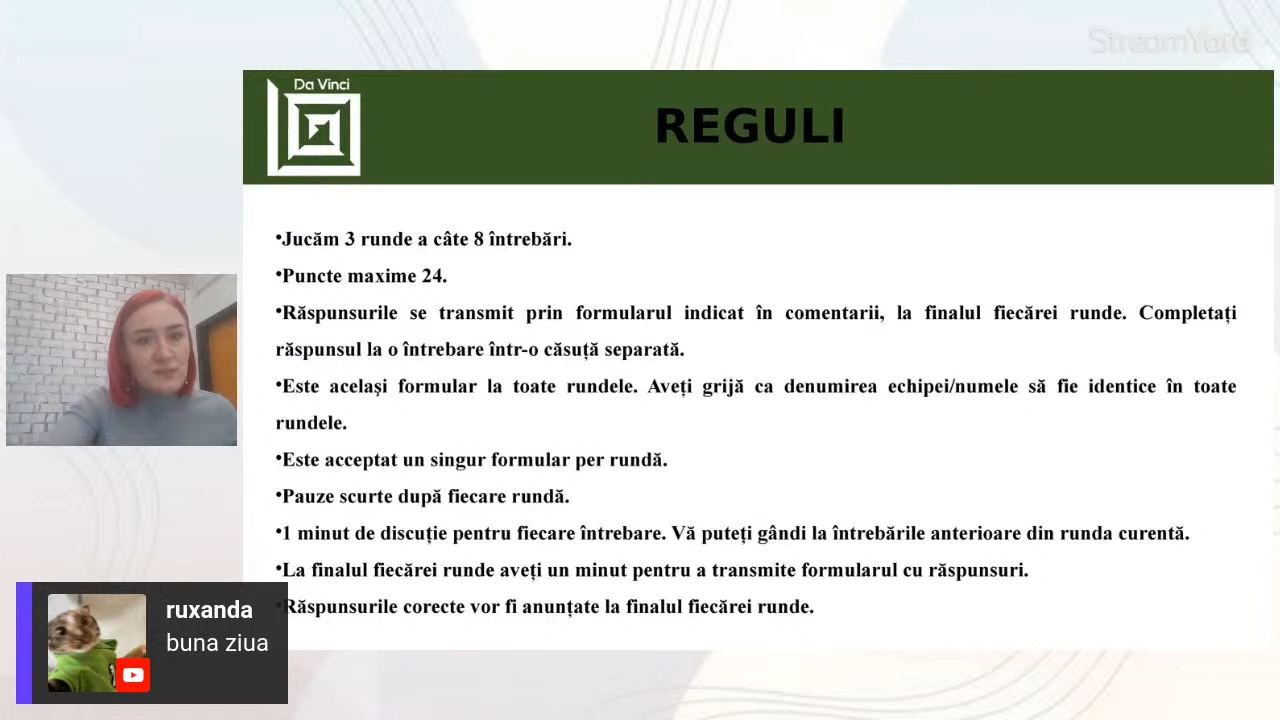 StreamYard
Da Vinci
REGULI
•Jucăm 3 runde a câte 8 întrebări.
•Puncte maxime 24.
•Răspunsurile se transmit prin formularul indicat în comentarii, la finalul fiecărei runde. Completați
răspunsul la o întrebare într-o căsuță separată.
•Este același formular la toate rundele. Aveți grijă ca denumirea echipei/numele să fie identice în toate
rundele.
•Este acceptat un singur formular per rundă.
•Pauze scurte după fiecare rundă.
•1 minut de discuție pentru fiecare întrebare. Vă puteți gândi la întrebările anterioare din runda curentă.
•La finalul fiecărei runde aveți un minut pentru a transmite formularul cu răspunsuri.
•Răspunsurile corecte vor fi anunțate la finalul fiecărei runde.
ruxanda
buna ziua